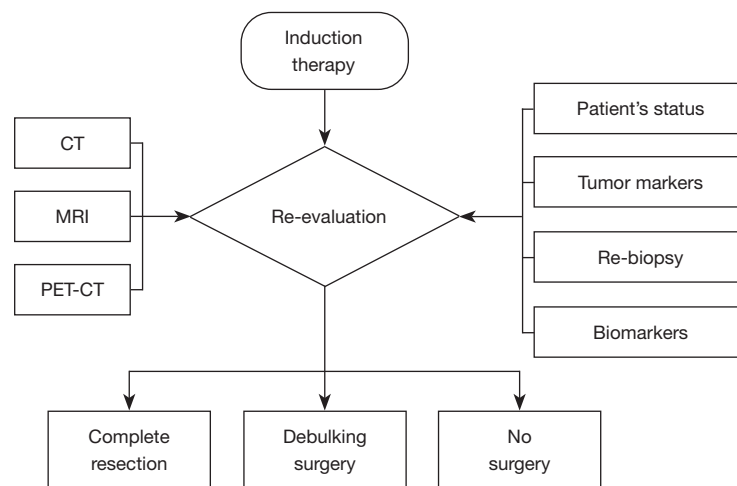 Induction
therapy
CT
MRI
PET-CT
Re-evaluation
Patient's status
Tumor markers
Re-biopsy
Biomarkers
Complete
resection
Debulking
surgery
No
surgery